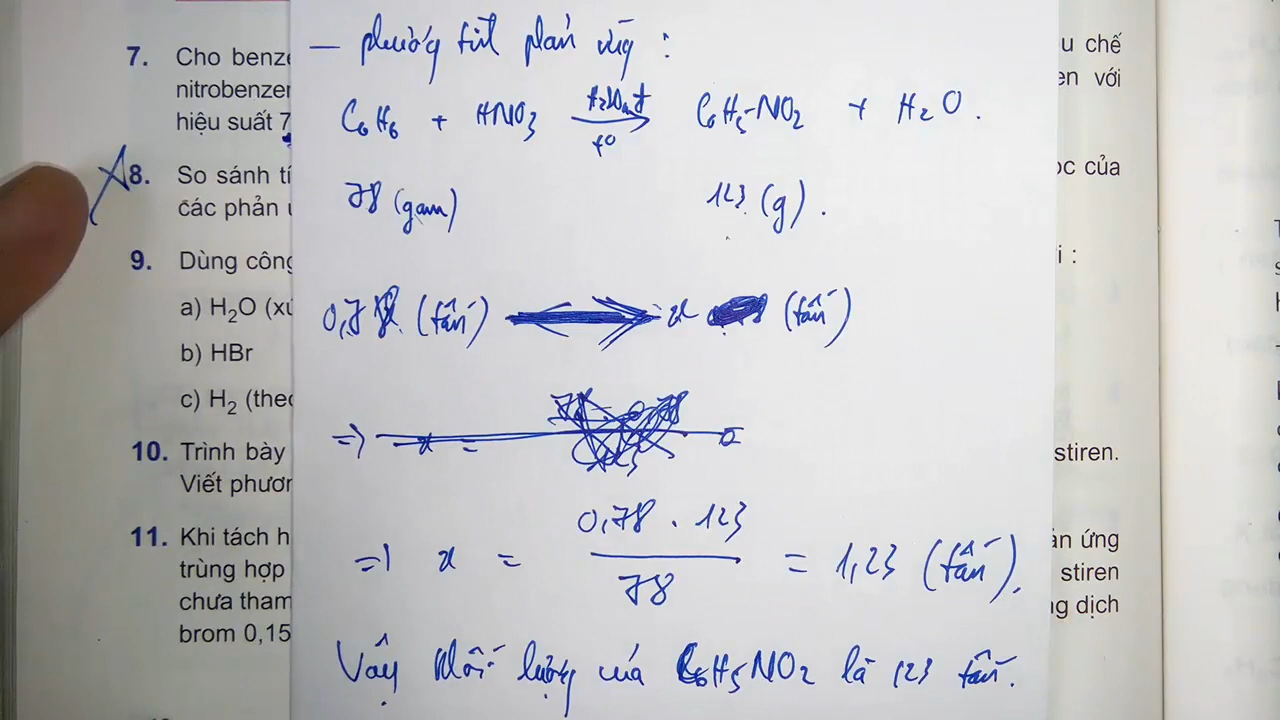 — phương trình phản ứng :
7. Cho benze
u chế
nitrobenzen
en với
hiệu suất 7
C6H6 + HNO3 H2SO4 đ t° C6H5-NO2 + H2O.
8. So sánh tí
ọc của
các phản ư
78 (gam) 123 (g).
9. Dùng công
i :
a) H2O (xú
0,78 (tấn) x (tấn)
b) HBr
c) H2 (theo
=> x =
10. Trình bày
stiren.
Viết phươn
=> x = 0,78 . 123 / 78 = 1,23 (tấn).
11. Khi tách h
ản ứng
trùng hợp
stiren
chưa tham
ng dịch
brom 0,15
Vậy khối lượng của C6H5NO2 là 123 tấn.